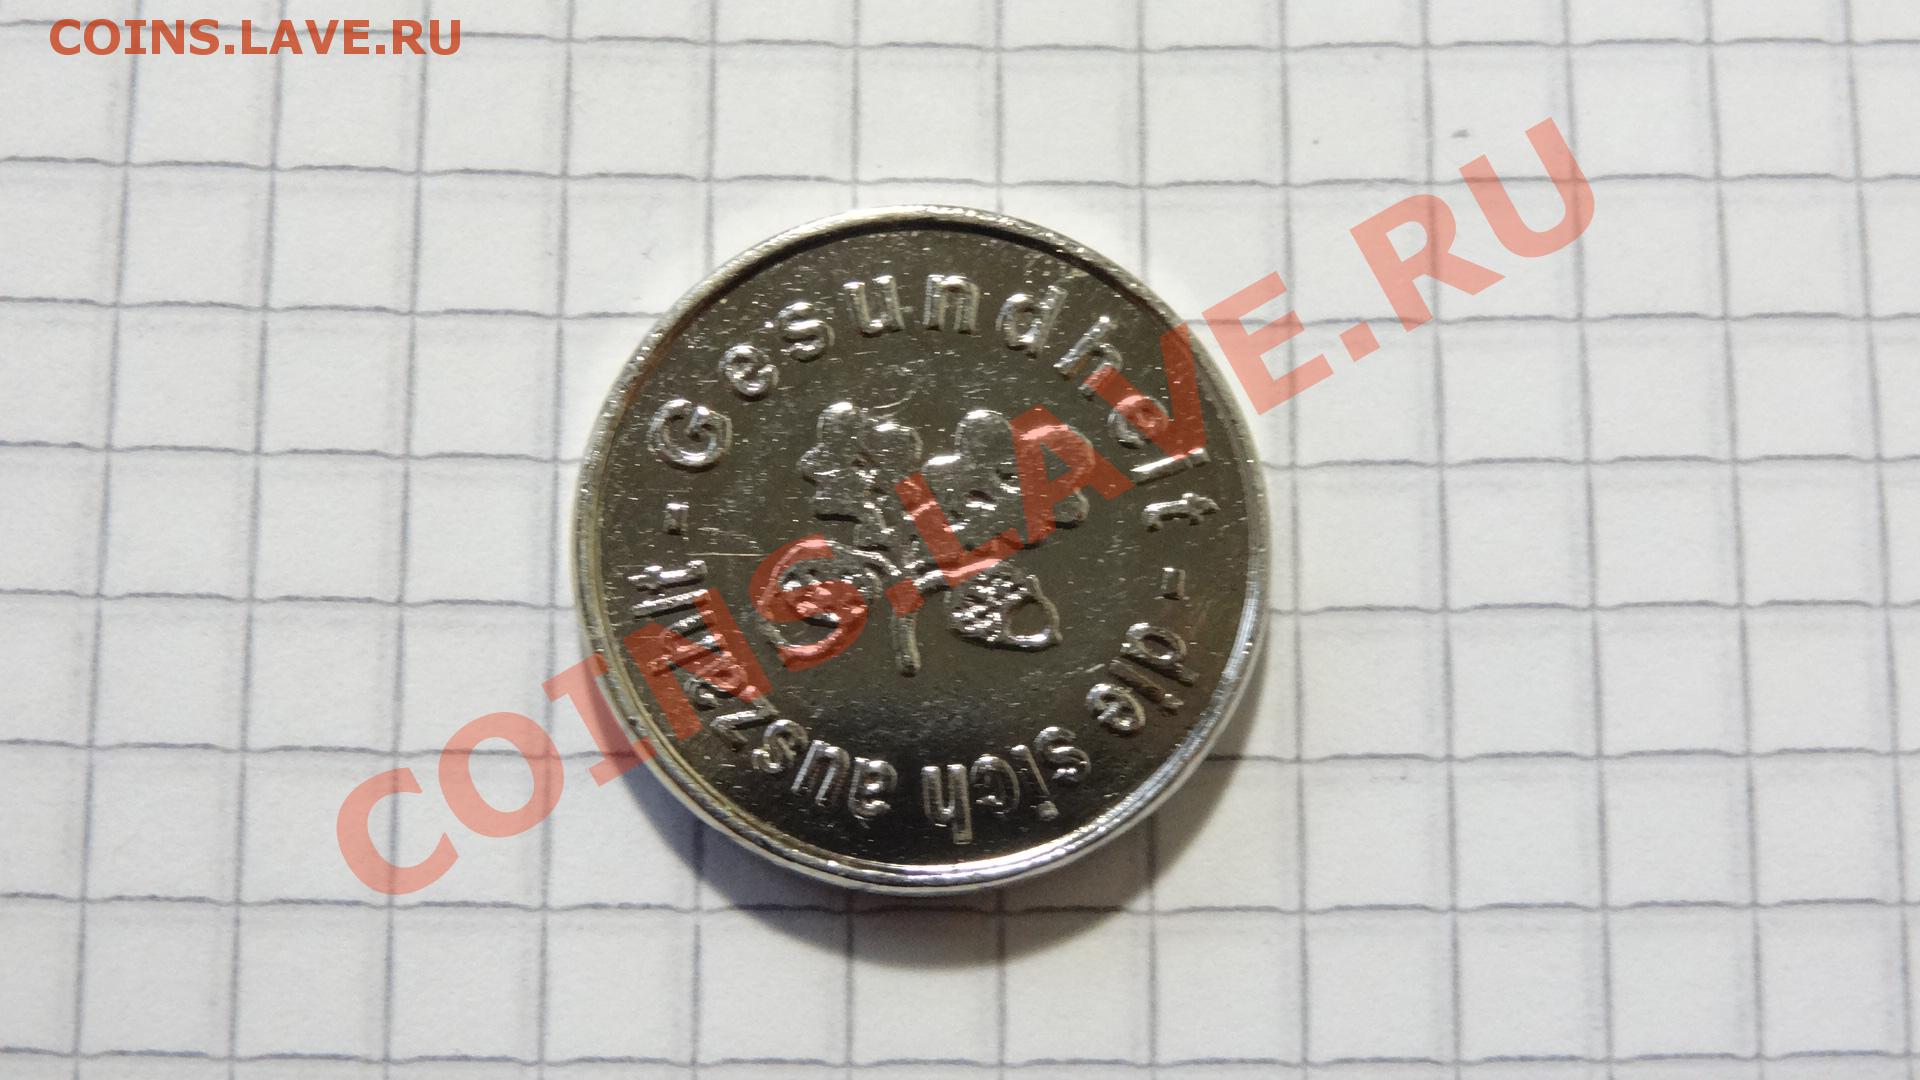 COINS.LAVE.RU
- Gesundheit - die sich auszahlt
COINS.LAVE.RU